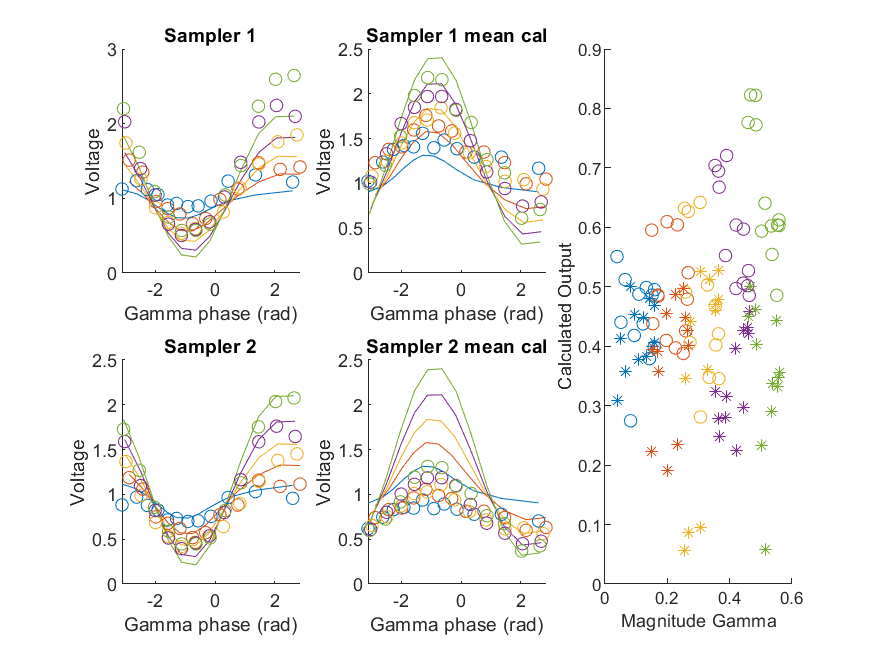 Sampler 1
3
2
1
0
Voltage
-2 0 2
Gamma phase (rad)
Sampler 1 mean cal
2.5
2
1.5
1
0.5
0
Voltage
-2 0 2
Gamma phase (rad)
Sampler 2
2.5
2
1.5
1
0.5
0
Voltage
-2 0 2
Gamma phase (rad)
Sampler 2 mean cal
2.5
2
1.5
1
0.5
0
Voltage
-2 0 2
Gamma phase (rad)
0.9
0.8
0.7
0.6
0.5
0.4
0.3
0.2
0.1
0
Calculated Output
0 0.2 0.4 0.6
Magnitude Gamma